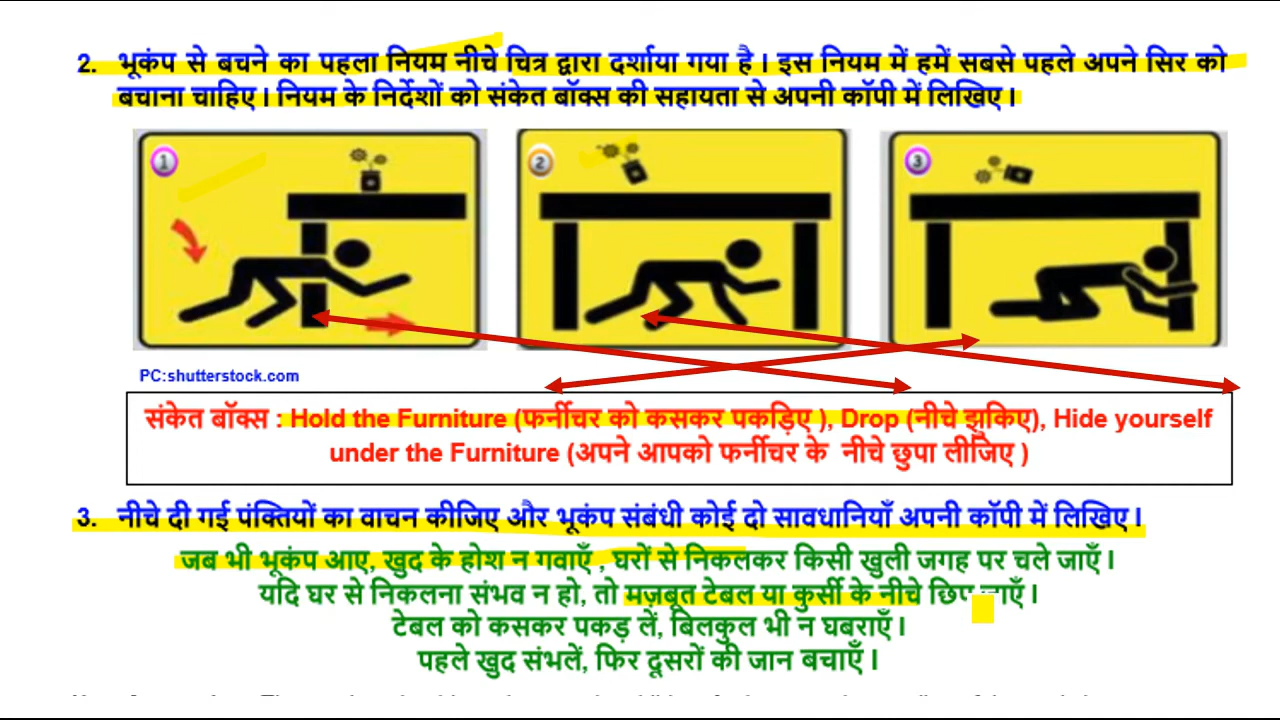 2. भूकंप से बचने का पहला नियम नीचे चित्र द्वारा दर्शाया गया है। इस नियम में हमें सबसे पहले अपने सिर को
बचाना चाहिए। नियम के निर्देशों को संकेत बॉक्स की सहायता से अपनी कॉपी में लिखिए।
1
2
3
PC:shutterstock.com
संकेत बॉक्स : Hold the Furniture (फर्नीचर को कसकर पकड़िए ), Drop (नीचे झुकिए), Hide yourself
under the Furniture (अपने आपको फर्नीचर के नीचे छुपा लीजिए )
3. नीचे दी गई पंक्तियों का वाचन कीजिए और भूकंप संबंधी कोई दो सावधानियाँ अपनी कॉपी में लिखिए।
जब भी भूकंप आए, खुद के होश न गवाएँ , घरों से निकलकर किसी खुली जगह पर चले जाएँ।
यदि घर से निकलना संभव न हो, तो मज़बूत टेबल या कुर्सी के नीचे
टेबल को कसकर पकड़ लें, बिलकुल भी न घबराएँ।
पहले खुद संभलें, फिर दूसरों की जान बचाएँ।